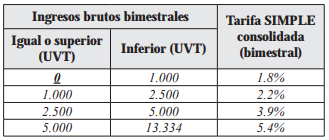 Ingresos brutos bimestrales
Tarifa SIMPLE
consolidada
(bimestral)
Igual o superior
(UVT)
Inferior (UVT)
0 1.000 1.8%
1.000 2.500 2.2%
2.500 5.000 3.9%
5.000 13.334 5.4%